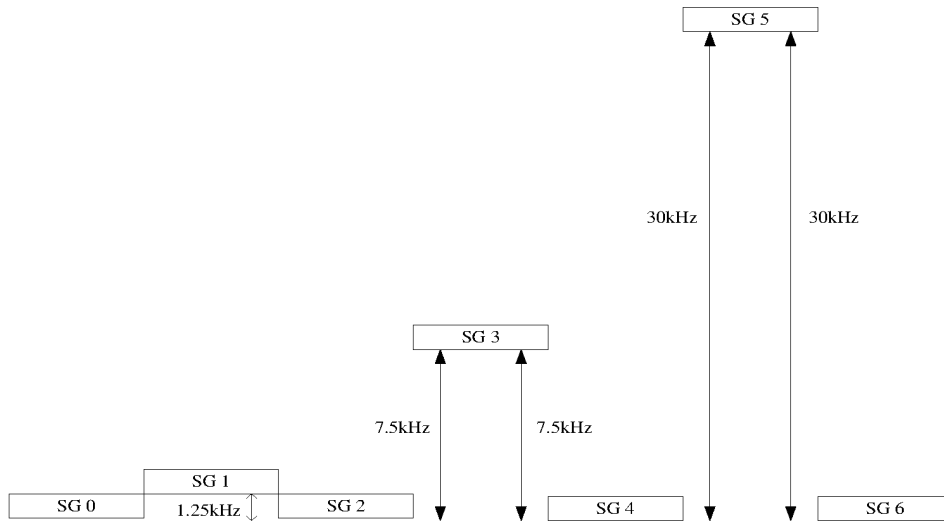 SG 5
30kHz
30kHz
SG 3
7.5kHz
7.5kHz
SG 1
SG 0
1.25kHz
SG 2
SG 4
SG 6